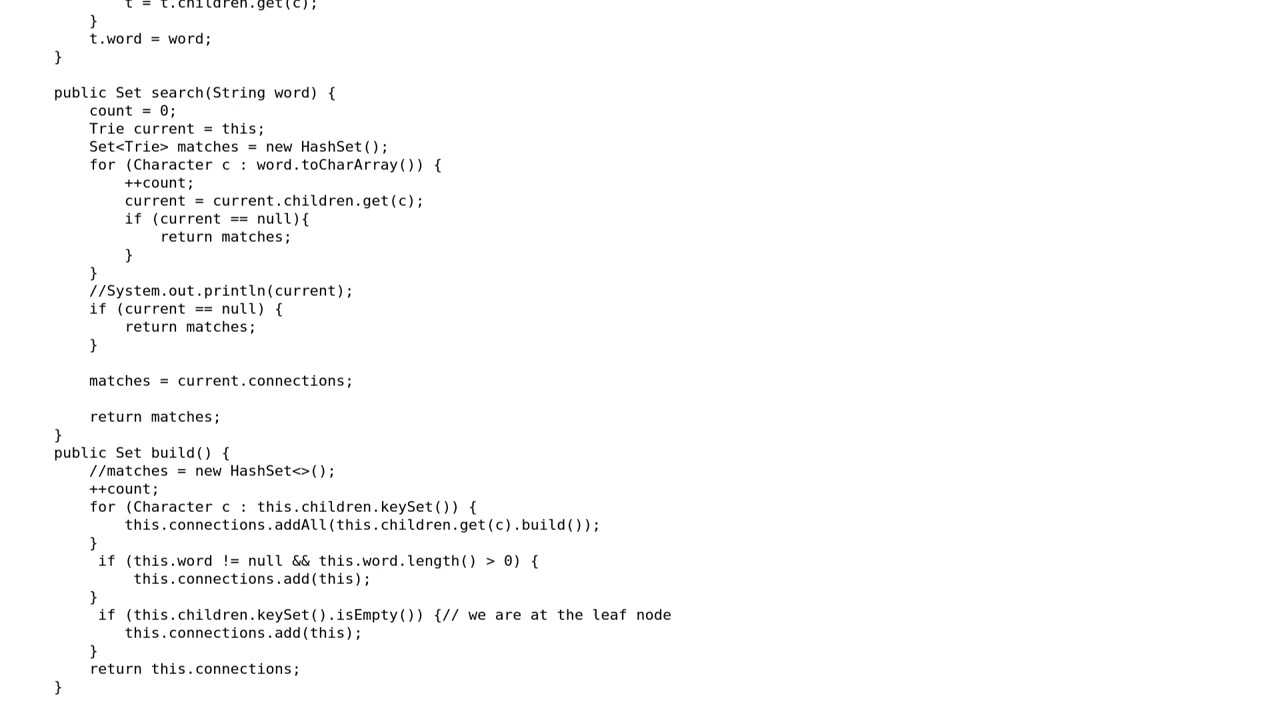 t = t.children.get(c);
}
t.word = word;
}
public Set search(String word) {
count = 0;
Trie current = this;
Set<Trie> matches = new HashSet();
for (Character c : word.toCharArray()) {
++count;
current = current.children.get(c);
if (current == null){
return matches;
}
}
//System.out.println(current);
if (current == null) {
return matches;
}
matches = current.connections;
return matches;
}
public Set build() {
//matches = new HashSet<>();
++count;
for (Character c : this.children.keySet()) {
this.connections.addAll(this.children.get(c).build());
}
if (this.word != null && this.word.length() > 0) {
this.connections.add(this);
}
if (this.children.keySet().isEmpty()) {// we are at the leaf node
this.connections.add(this);
}
return this.connections;
}